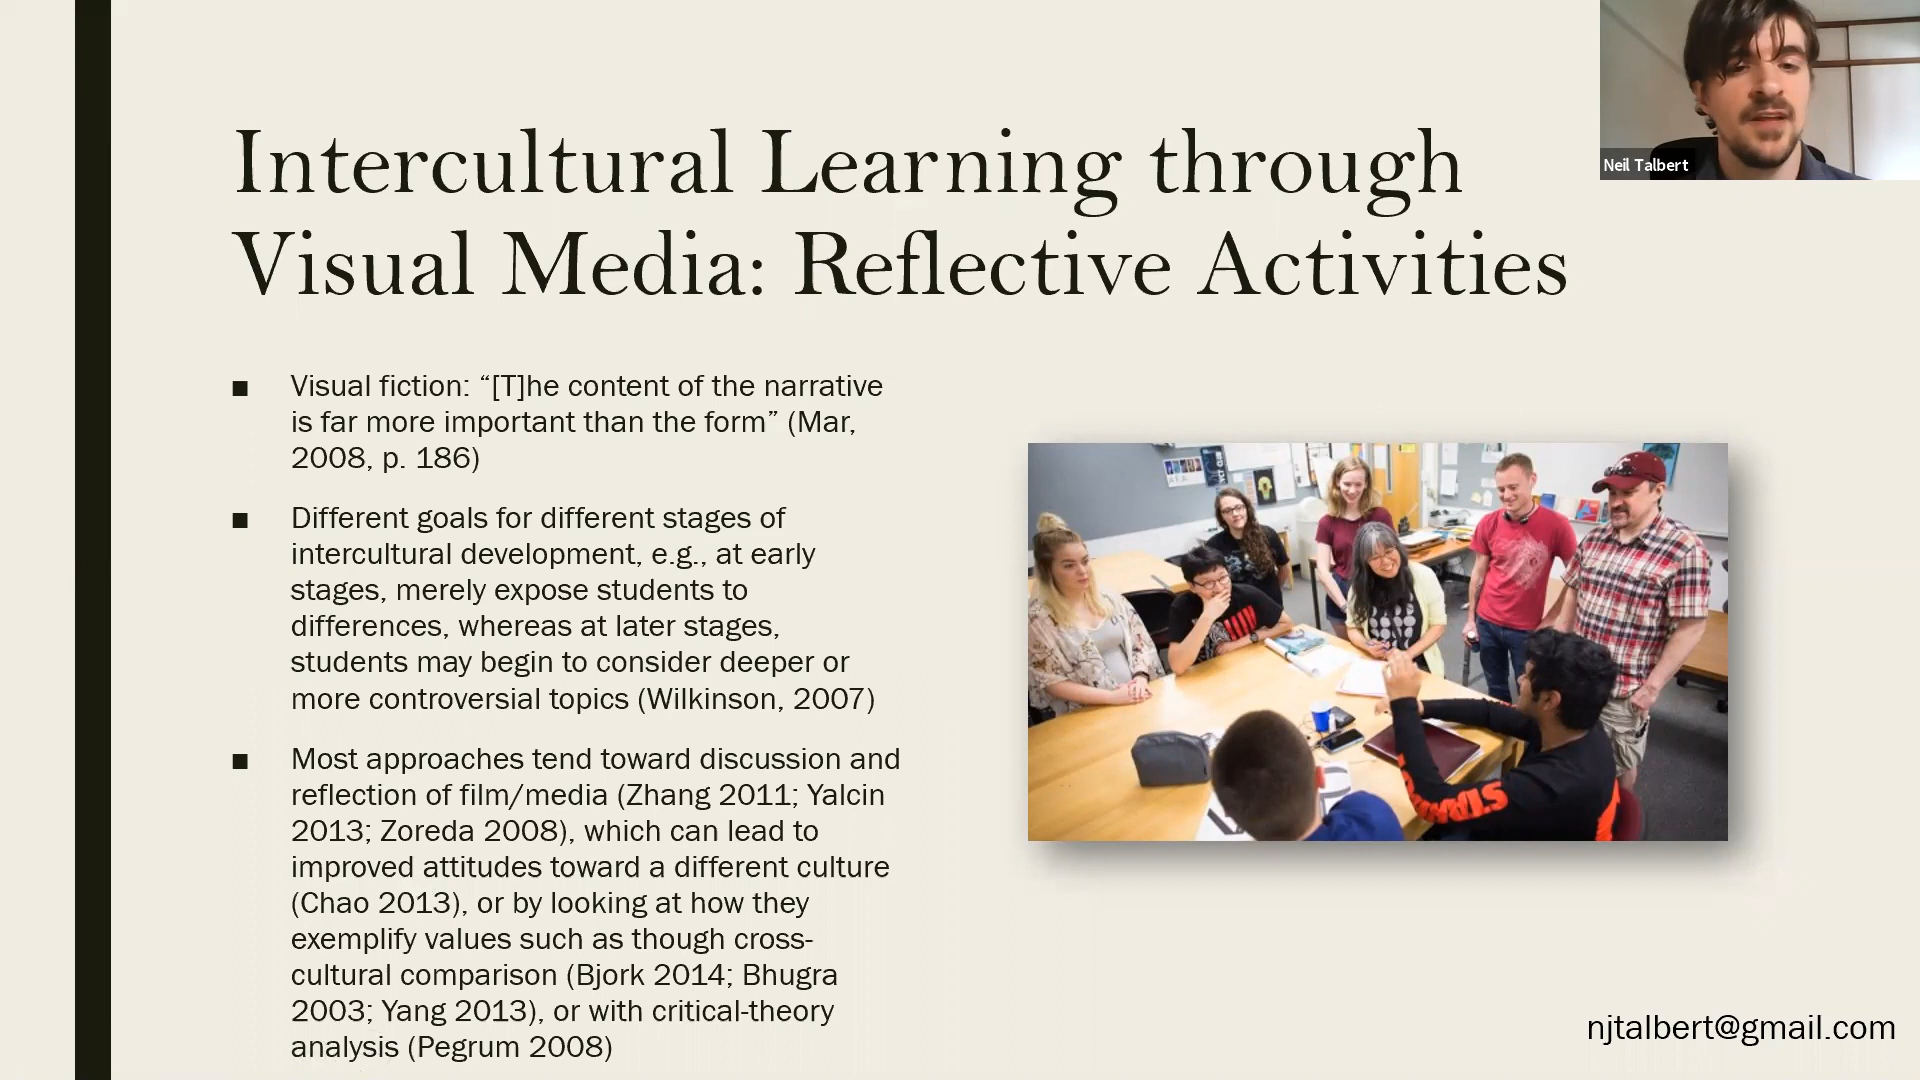 Intercultural Learning through
Visual Media: Reflective Activities
Neil Talbert
■ Visual fiction: “[T]he content of the narrative
is far more important than the form” (Mar,
2008, p. 186)
■ Different goals for different stages of
intercultural development, e.g., at early
stages, merely expose students to
differences, whereas at later stages,
students may begin to consider deeper or
more controversial topics (Wilkinson, 2007)
■ Most approaches tend toward discussion and
reflection of film/media (Zhang 2011; Yalcin
2013; Zoreda 2008), which can lead to
improved attitudes toward a different culture
(Chao 2013), or by looking at how they
exemplify values such as though cross-
cultural comparison (Bjork 2014; Bhugra
2003; Yang 2013), or with critical-theory
analysis (Pegrum 2008)
njtalbert@gmail.com